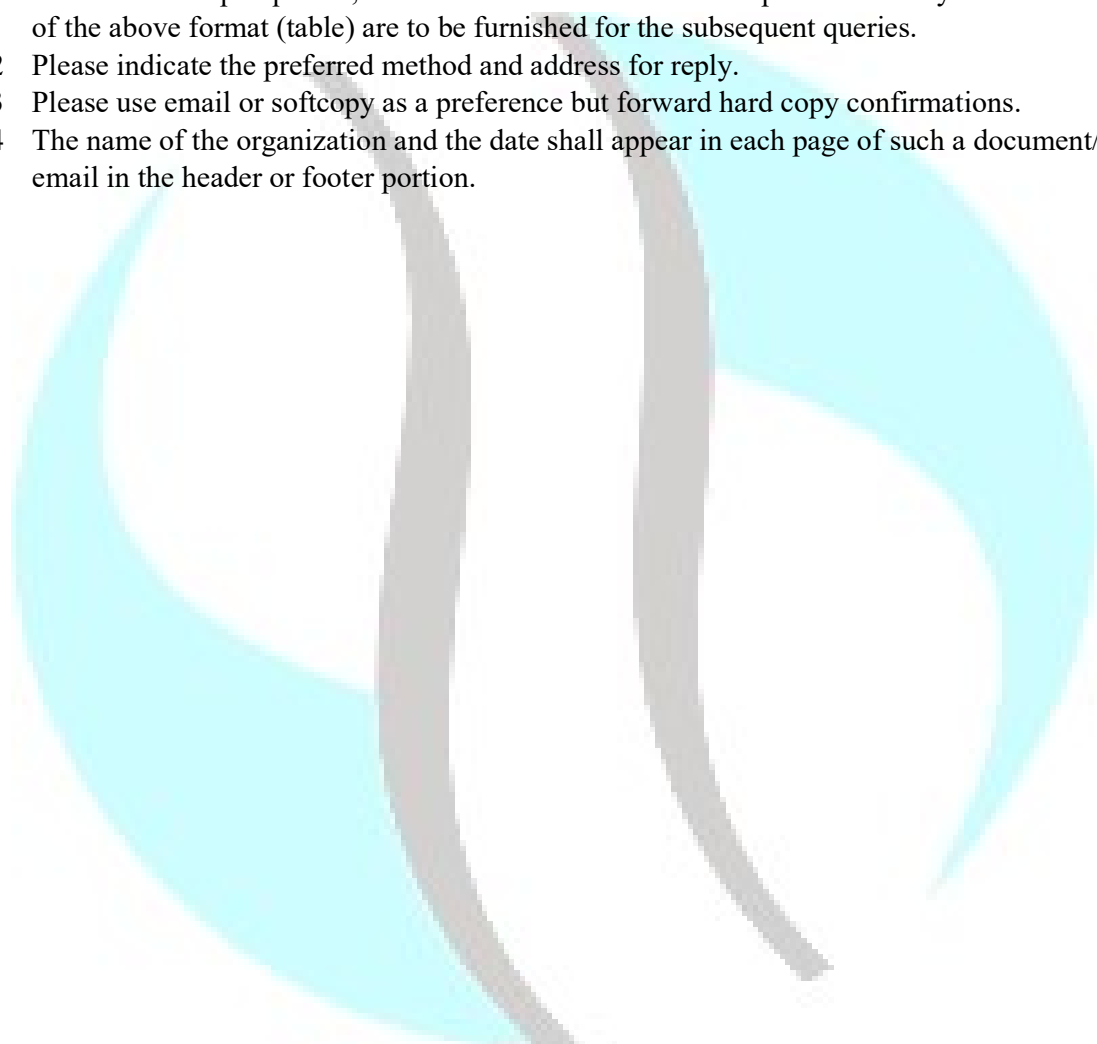 of the above format (table) are to be furnished for the subsequent queries.
2 Please indicate the preferred method and address for reply.
Please use email or softcopy as a preference but forward hard copy confirmations.
The name of the organization and the date shall appear in each page of such a document/
email in the header or footer portion.